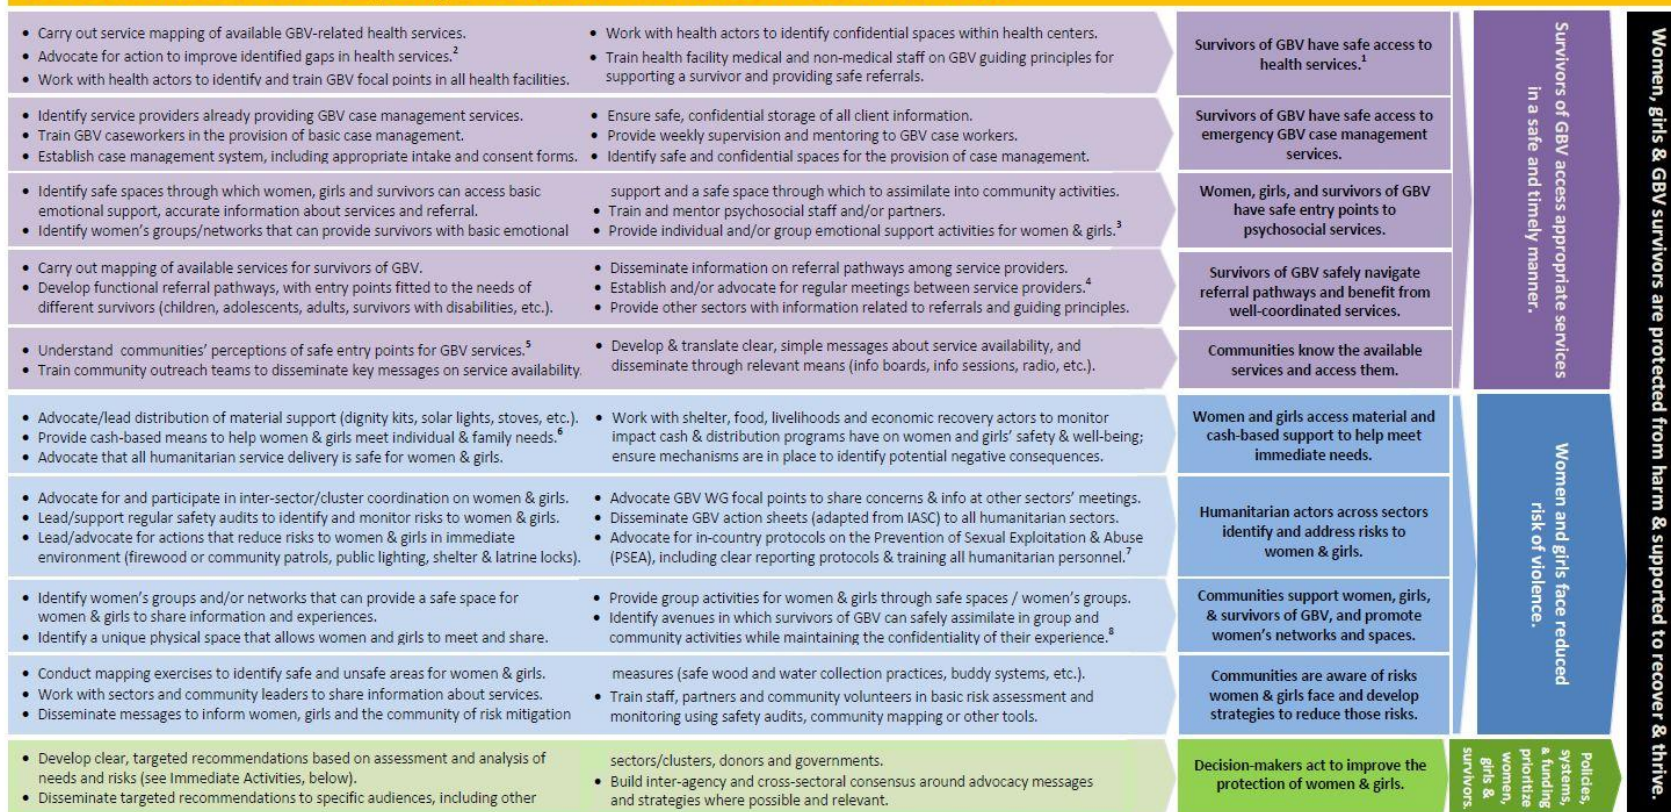 • Carry out service mapping of available GBV-related health services.
• Advocate for action to improve identified gaps in health services.²
• Work with health actors to identify and train GBV focal points in all health facilities.
• Work with health actors to identify confidential spaces within health centers.
• Train health facility medical and non-medical staff on GBV guiding principles for
supporting a survivor and providing safe referrals.
Survivors of GBV have safe access to
health services.¹
• Identify service providers already providing GBV case management services.
• Train GBV caseworkers in the provision of basic case management.
• Establish case management system, including appropriate intake and consent forms.
• Ensure safe, confidential storage of all client information.
• Provide weekly supervision and mentoring to GBV case workers.
• Identify safe and confidential spaces for the provision of case management.
Survivors of GBV have safe access to
emergency GBV case management
services.
• Identify safe spaces through which women, girls and survivors can access basic
emotional support, accurate information about services and referral.
• Identify women's groups/networks that can provide survivors with basic emotional
support and a safe space through which to assimilate into community activities.
• Train and mentor psychosocial staff and/or partners.
• Provide individual and/or group emotional support activities for women & girls.³
Women, girls, and survivors of GBV
have safe entry points to
psychosocial services.
• Carry out mapping of available services for survivors of GBV.
• Develop functional referral pathways, with entry points fitted to the needs of
different survivors (children, adolescents, adults, survivors with disabilities, etc.).
• Disseminate information on referral pathways among service providers.
• Establish and/or advocate for regular meetings between service providers.⁴
• Provide other sectors with information related to referrals and guiding principles.
Survivors of GBV safely navigate
referral pathways and benefit from
well-coordinated services.
• Understand communities' perceptions of safe entry points for GBV services.⁵
• Train community outreach teams to disseminate key messages on service availability.
• Develop & translate clear, simple messages about service availability, and
disseminate through relevant means (info boards, info sessions, radio, etc.).
Communities know the available
services and access them.
Survivors of GBV access appropriate services
in a safe and timely manner.
• Advocate/lead distribution of material support (dignity kits, solar lights, stoves, etc.).
• Provide cash-based means to help women & girls meet individual & family needs.⁶
• Advocate that all humanitarian service delivery is safe for women & girls.
• Work with shelter, food, livelihoods and economic recovery actors to monitor
impact cash & distribution programs have on women and girls' safety & well-being;
ensure mechanisms are in place to identify potential negative consequences.
Women and girls access material and
cash-based support to help meet
immediate needs.
• Advocate for and participate in inter-sector/cluster coordination on women & girls.
• Lead/support regular safety audits to identify and monitor risks to women & girls.
• Lead/advocate for actions that reduce risks to women & girls in immediate
environment (firewood or community patrols, public lighting, shelter & latrine locks).
• Advocate GBV WG focal points to share concerns & info at other sectors' meetings.
• Disseminate GBV action sheets (adapted from IASC) to all humanitarian sectors.
• Advocate for in-country protocols on the Prevention of Sexual Exploitation & Abuse
(PSEA), including clear reporting protocols & training all humanitarian personnel.⁷
Humanitarian actors across sectors
identify and address risks to
women & girls.
• Identify women's groups and/or networks that can provide a safe space for
women & girls to share information and experiences.
• Identify a unique physical space that allows women and girls to meet and share.
• Provide group activities for women & girls through safe spaces / women's groups.
• Identify avenues in which survivors of GBV can safely assimilate in group and
community activities while maintaining the confidentiality of their experience.⁸
Communities support women, girls,
& survivors of GBV, and promote
women's networks and spaces.
• Conduct mapping exercises to identify safe and unsafe areas for women & girls.
• Work with sectors and community leaders to share information about services.
• Disseminate messages to inform women, girls and the community of risk mitigation
measures (safe wood and water collection practices, buddy systems, etc.).
• Train staff, partners and community volunteers in basic risk assessment and
monitoring using safety audits, community mapping or other tools.
Communities are aware of risks
women & girls face and develop
strategies to reduce those risks.
Women and girls face reduced
risk of violence.
• Develop clear, targeted recommendations based on assessment and analysis of
needs and risks (see Immediate Activities, below).
• Disseminate targeted recommendations to specific audiences, including other
sectors/clusters, donors and governments.
• Build inter-agency and cross-sectoral consensus around advocacy messages
and strategies where possible and relevant.
Decision-makers act to improve the
protection of women & girls.
Policies,
systems,
& funding
prioritize
women,
girls &
survivors.
Women, girls & GBV survivors are protected from harm & supported to recover & thrive.